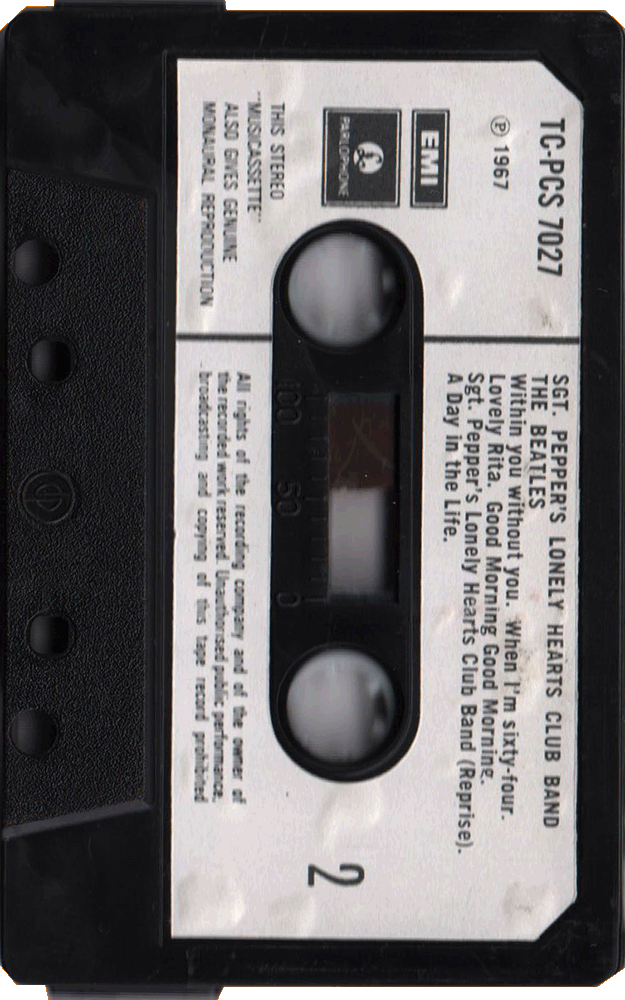 TC-PCS 7027
Ⓟ 1967
EMI
PARLOPHONE
THIS STEREO
"MUSICASSETTE"
ALSO GIVES GENUINE
MONAURAL REPRODUCTION
SGT. PEPPER'S LONELY HEARTS CLUB BAND
THE BEATLES
Within you without you. When I'm sixty-four.
Lovely Rita. Good Morning Good Morning.
Sgt. Pepper's Lonely Hearts Club Band (Reprise).
A Day in the Life.
100 50 0
All rights of the recording company and of the owner of
the recorded work reserved. Unauthorised public performance,
broadcasting and copying of this tape record prohibited
2